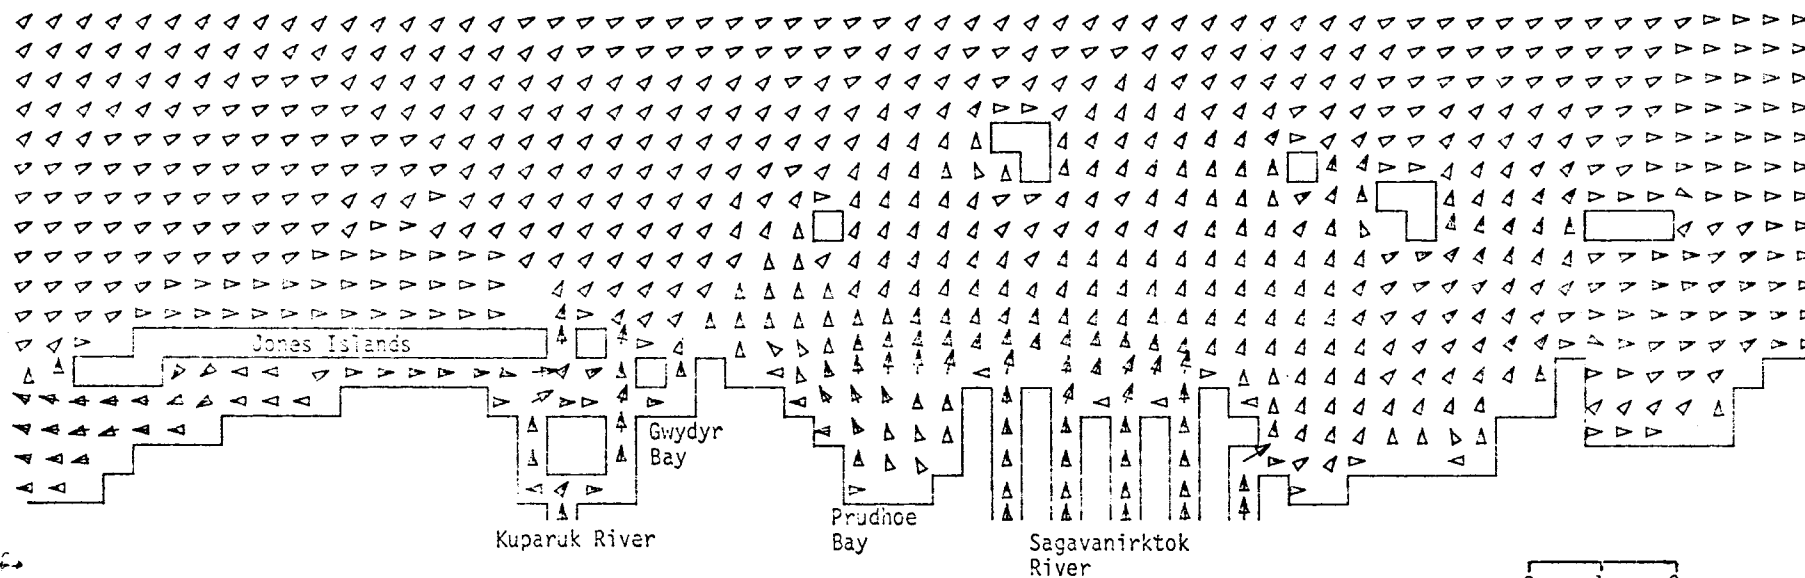 Jones Islands
Gwydyr
Bay
Kuparuk River
Prudhoe
Bay
Sagavanirktok
River